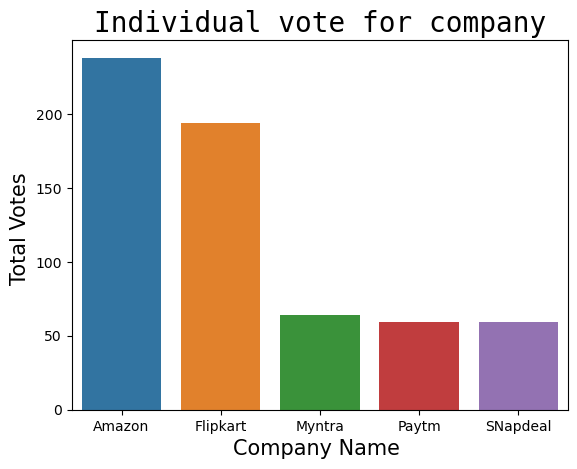 Individual vote for company
Total Votes
200
150
100
50
0
Amazon Flipkart Myntra Paytm SNapdeal
Company Name